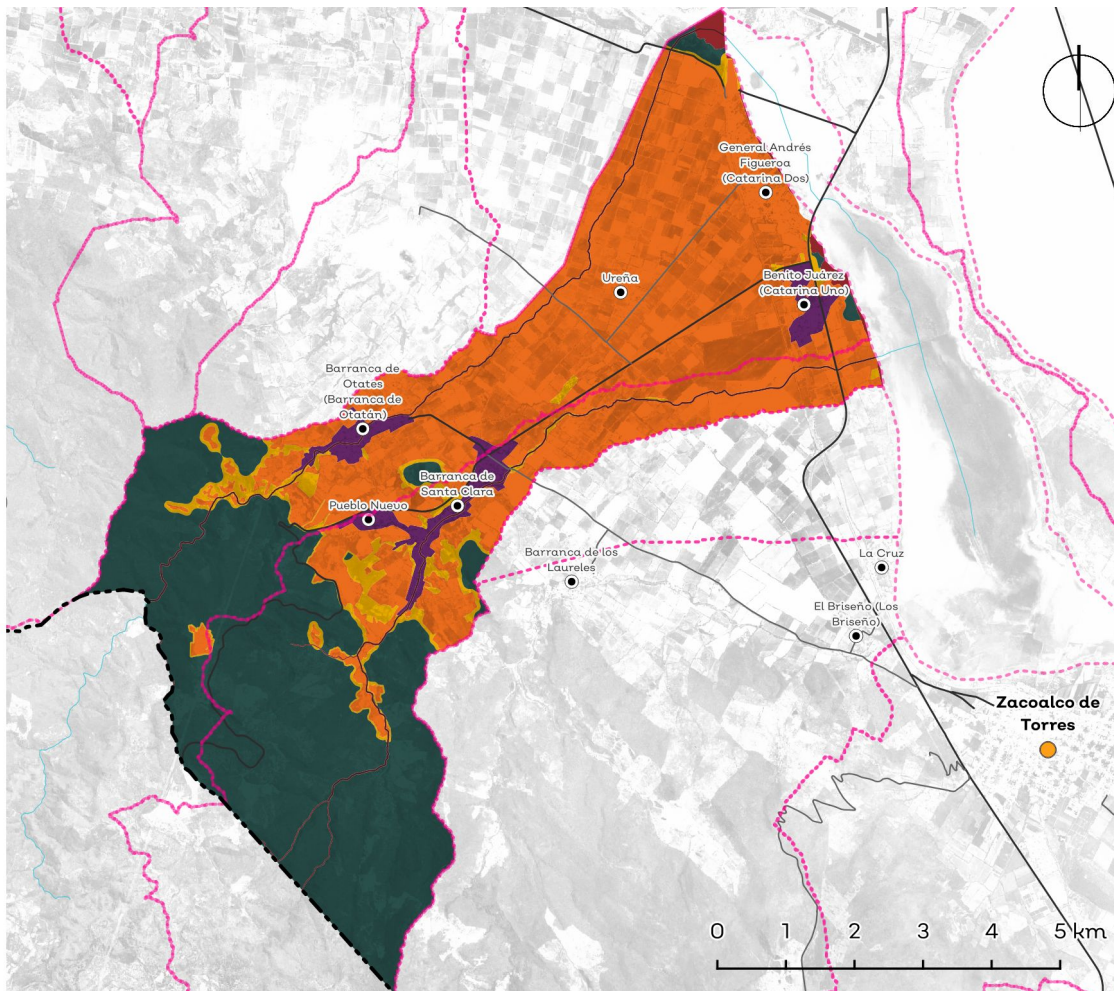 General Andrés
Figueroa
(Catarina Dos)
Ureña
Benito Juárez
(Catarina Uno)
Barranca de
Otates
(Barranca de
Otatán)
Barranca de
Santa Clara
Pueblo Nuevo
Barranca de los
Laureles
La Cruz
El Briseño (Los
Briseño)
Zacoalco de
Torres
0 1 2 3 4 5 km